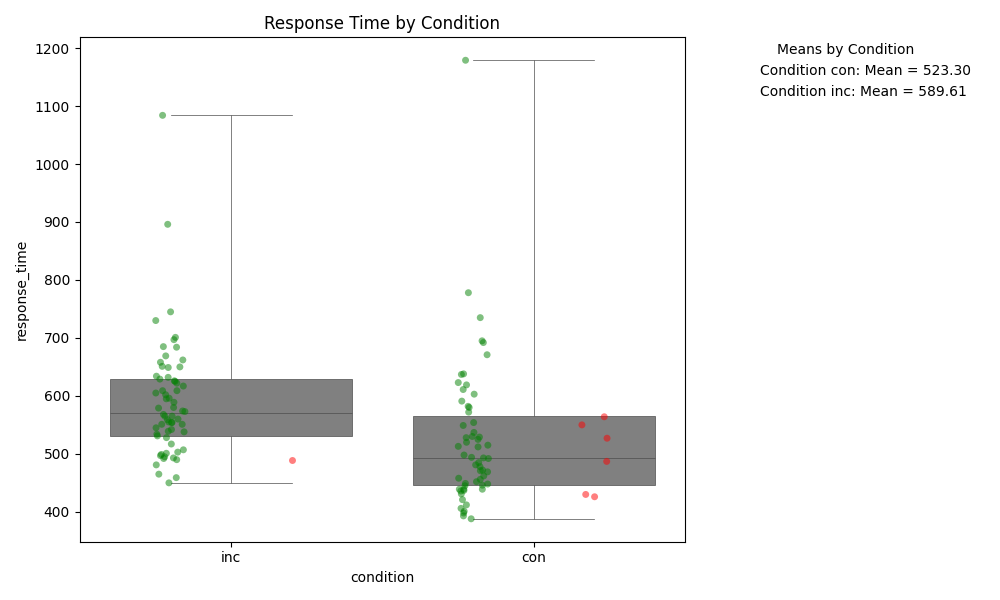 Response Time by Condition
Means by Condition
Condition con: Mean = 523.30
Condition inc: Mean = 589.61
response_time
1200
1100
1000
900
800
700
600
500
400
inc con
condition